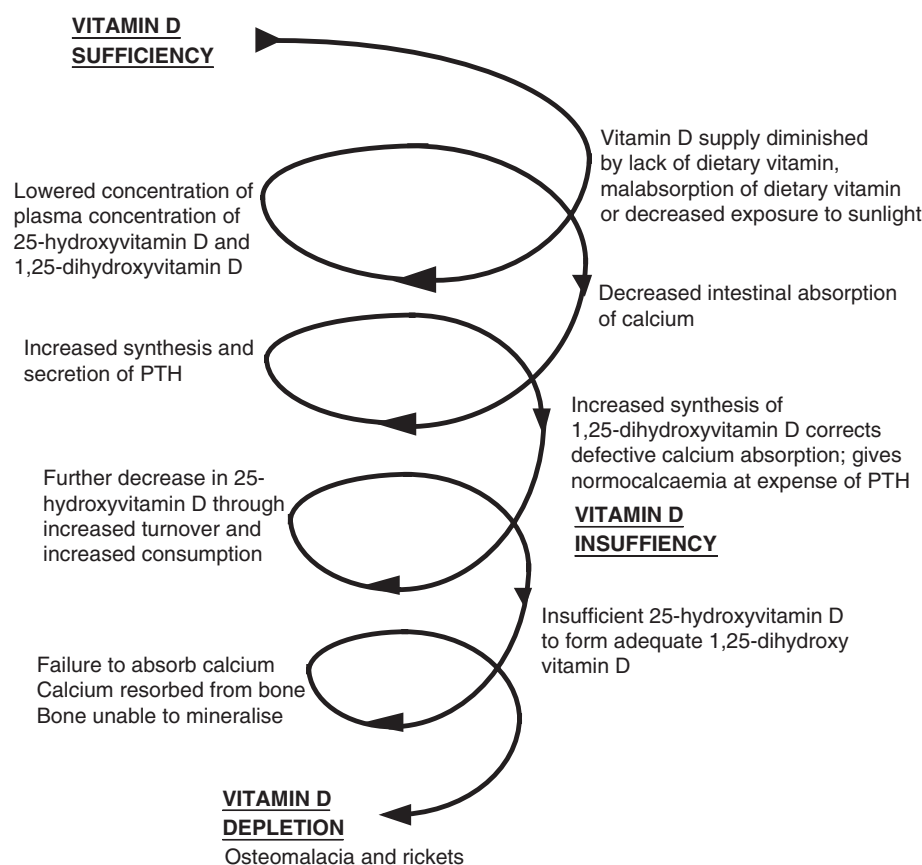 VITAMIN D
SUFFICIENCY
Vitamin D supply diminished
by lack of dietary vitamin,
malabsorption of dietary vitamin
or decreased exposure to sunlight
Lowered concentration of
plasma concentration of
25-hydroxyvitamin D and
1,25-dihydroxyvitamin D
Decreased intestinal absorption
of calcium
Increased synthesis and
secretion of PTH
Increased synthesis of
1,25-dihydroxyvitamin D corrects
defective calcium absorption; gives
normocalcaemia at expense of PTH
VITAMIN D
INSUFFIENCY
Further decrease in 25-
hydroxyvitamin D through
increased turnover and
increased consumption
Insufficient 25-hydroxyvitamin D
to form adequate 1,25-dihydroxy
vitamin D
Failure to absorb calcium
Calcium resorbed from bone
Bone unable to mineralise
VITAMIN D
DEPLETION
Osteomalacia and rickets